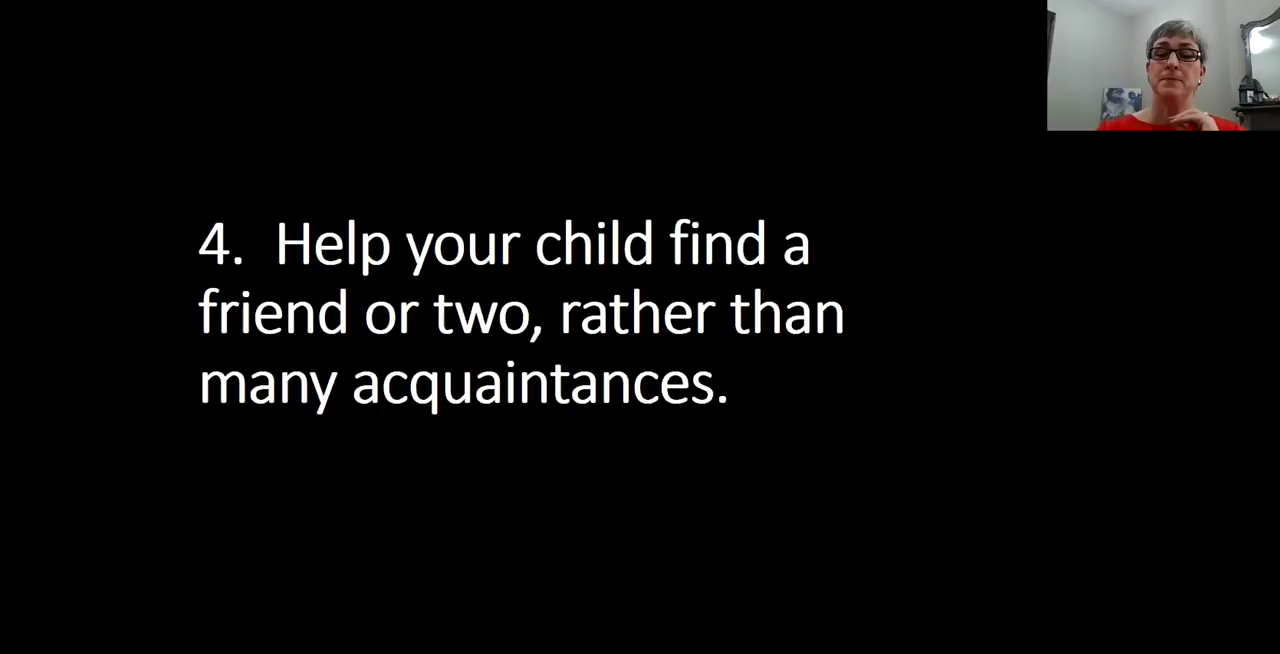 4.  Help your child find a
friend or two, rather than
many acquaintances.